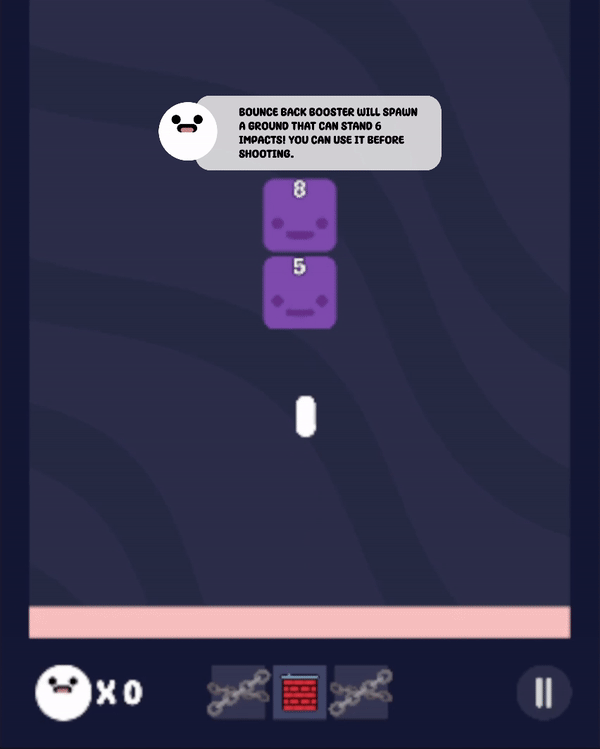 BOUNCE BACK BOOSTER WILL SPAWN
A GROUND THAT CAN STAND 6
IMPACTS! YOU CAN USE IT BEFORE
SHOOTING.
8
5
X 0